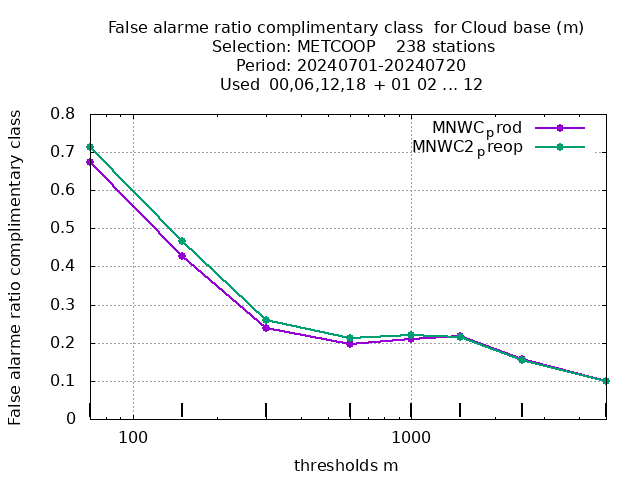 False alarme ratio complimentary class  for Cloud base (m)
Selection: METCOOP    238 stations
Period: 20240701-20240720
Used  00,06,12,18  + 01 02 ... 12
False alarme ratio complimentary class
0.8
0.7
0.6
0.5
0.4
0.3
0.2
0.1
0
MNWCprod
MNWC2preop
100
1000
thresholds m